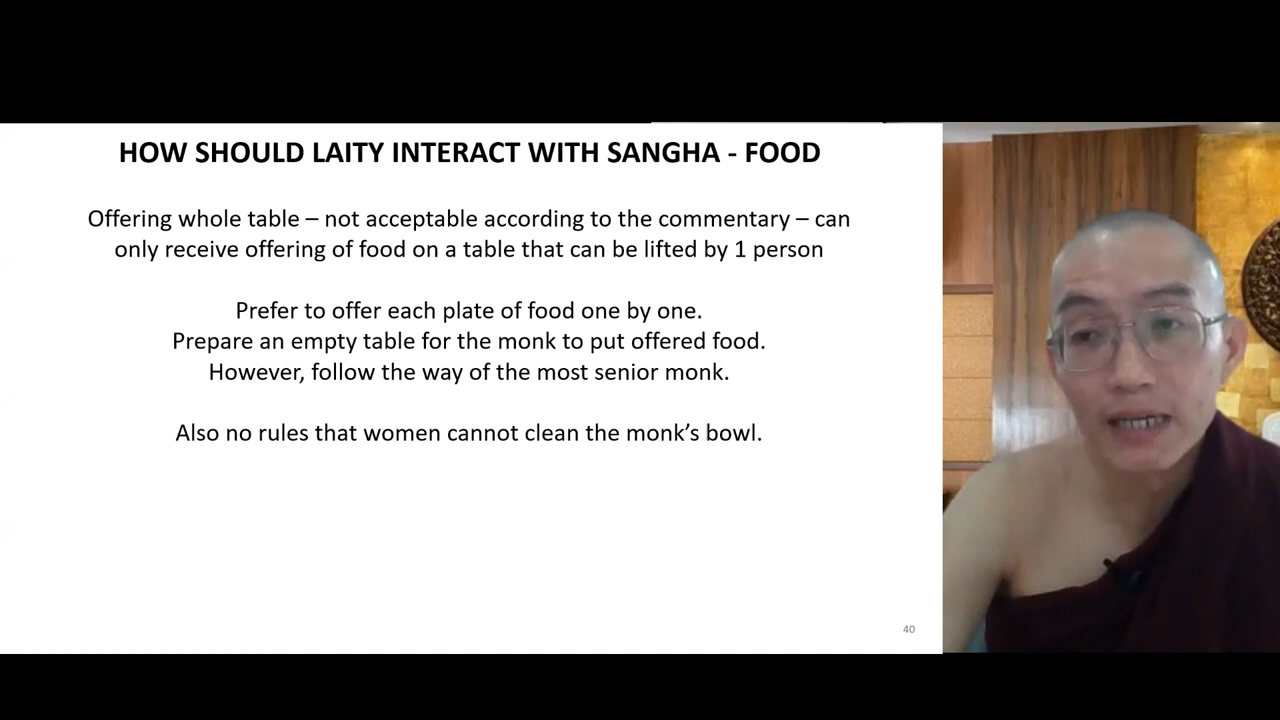 HOW SHOULD LAITY INTERACT WITH SANGHA - FOOD
Offering whole table – not acceptable according to the commentary – can
only receive offering of food on a table that can be lifted by 1 person
Prefer to offer each plate of food one by one.
Prepare an empty table for the monk to put offered food.
However, follow the way of the most senior monk.
Also no rules that women cannot clean the monk’s bowl.
40